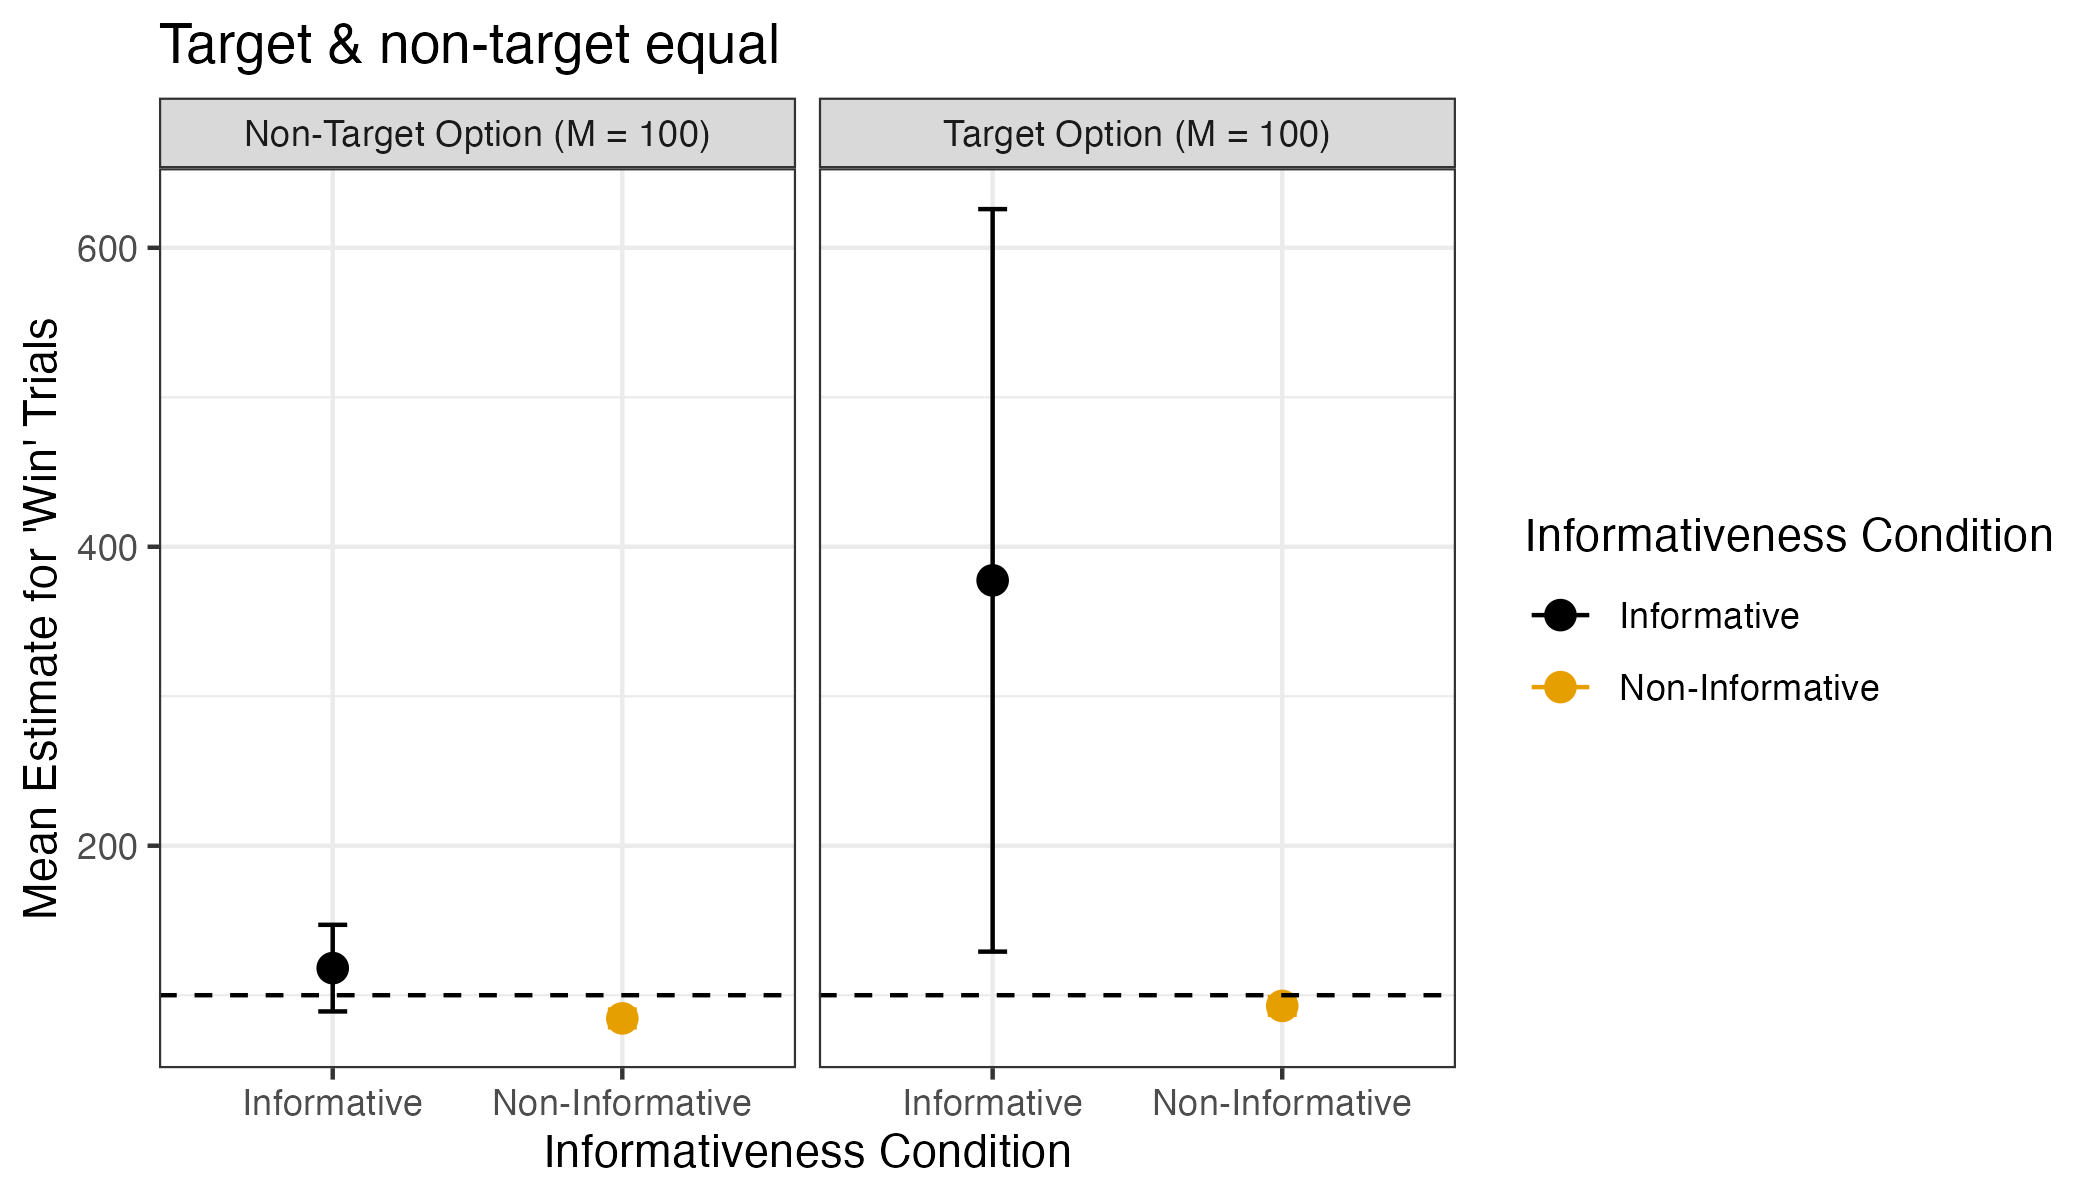 Target & non-target equal
Non-Target Option (M = 100)
Target Option (M = 100)
Mean Estimate for 'Win' Trials
600
400
200
Informative
Non-Informative
Informative
Non-Informative
Informativeness Condition
Informativeness Condition
Informative
Non-Informative